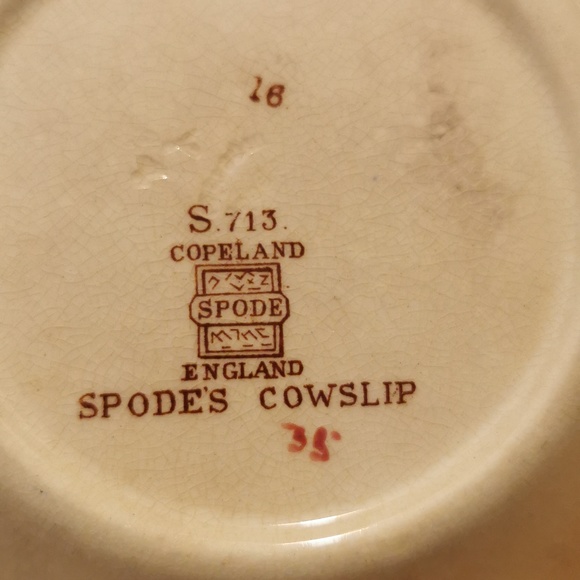 16
S.713.
COPELAND
SPODE
ENGLAND
SPODE'S COWSLIP
35